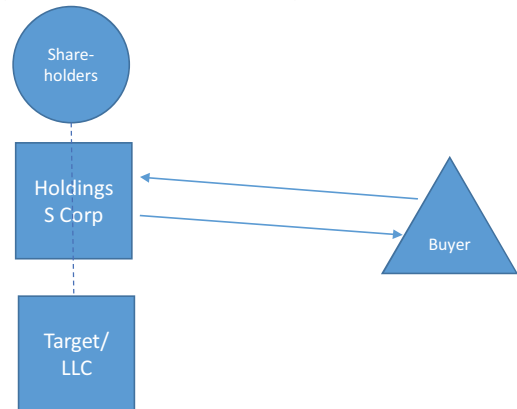 Share-
holders
Holdings
S Corp
Buyer
Target/
LLC